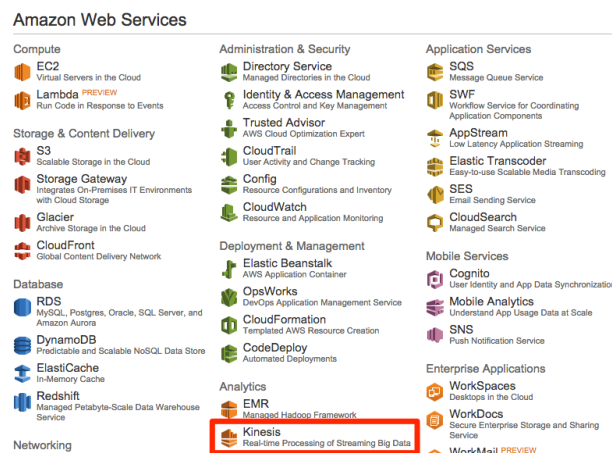 Amazon Web Services
Compute
EC2
Virtual Servers in the Cloud
Lambda PREVIEW
Run Code in Response to Events
Storage & Content Delivery
S3
Scalable Storage in the Cloud
Storage Gateway
Integrates On-Premises IT Environments
with Cloud Storage
Glacier
Archive Storage in the Cloud
CloudFront
Global Content Delivery Network
Database
RDS
MySQL, Postgres, Oracle, SQL Server, and
Amazon Aurora
DynamoDB
Predictable and Scalable NoSQL Data Store
ElastiCache
In-Memory Cache
Redshift
Managed Petabyte-Scale Data Warehouse
Service
Networking
Administration & Security
Directory Service
Managed Directories in the Cloud
Identity & Access Management
Access Control and Key Management
Trusted Advisor
AWS Cloud Optimization Expert
CloudTrail
User Activity and Change Tracking
Config
Resource Configurations and Inventory
CloudWatch
Resource and Application Monitoring
Deployment & Management
Elastic Beanstalk
AWS Application Container
OpsWorks
DevOps Application Management Service
CloudFormation
Templated AWS Resource Creation
CodeDeploy
Automated Deployments
Analytics
EMR
Managed Hadoop Framework
Kinesis
Real-time Processing of Streaming Big Data
Application Services
SQS
Message Queue Service
SWF
Workflow Service for Coordinating
Application Components
AppStream
Low Latency Application Streaming
Elastic Transcoder
Easy-to-use Scalable Media Transcoding
SES
Email Sending Service
CloudSearch
Managed Search Service
Mobile Services
Cognito
User Identity and App Data Synchronization
Mobile Analytics
Understand App Usage Data at Scale
SNS
Push Notification Service
Enterprise Applications
WorkSpaces
Desktops in the Cloud
WorkDocs
Secure Enterprise Storage and Sharing
Service
WorkMail PREVIEW